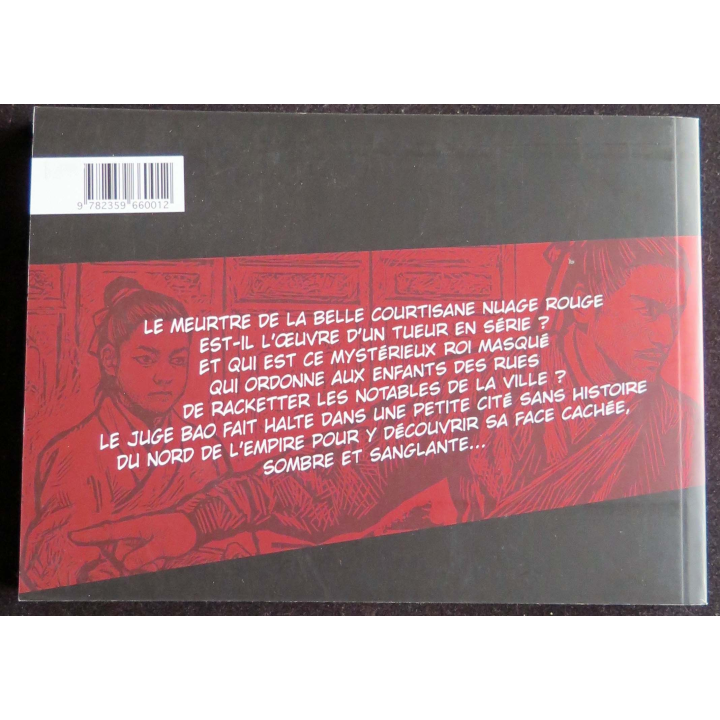 9 782359 660012
LE MEURTRE DE LA BELLE COURTISANE NUAGE ROUGE
EST-IL L'ŒUVRE D'UN TUEUR EN SÉRIE ?
ET QUI EST CE MYSTÉRIEUX ROI MASQUÉ
QUI ORDONNE AUX ENFANTS DES RUES
DE RACKETTER LES NOTABLES DE LA VILLE ?
LE JUGE BAO FAIT HALTE DANS UNE PETITE CITÉ SANS HISTOIRE
DU NORD DE L'EMPIRE POUR Y DÉCOUVRIR SA FACE CACHÉE,
SOMBRE ET SANGLANTE...